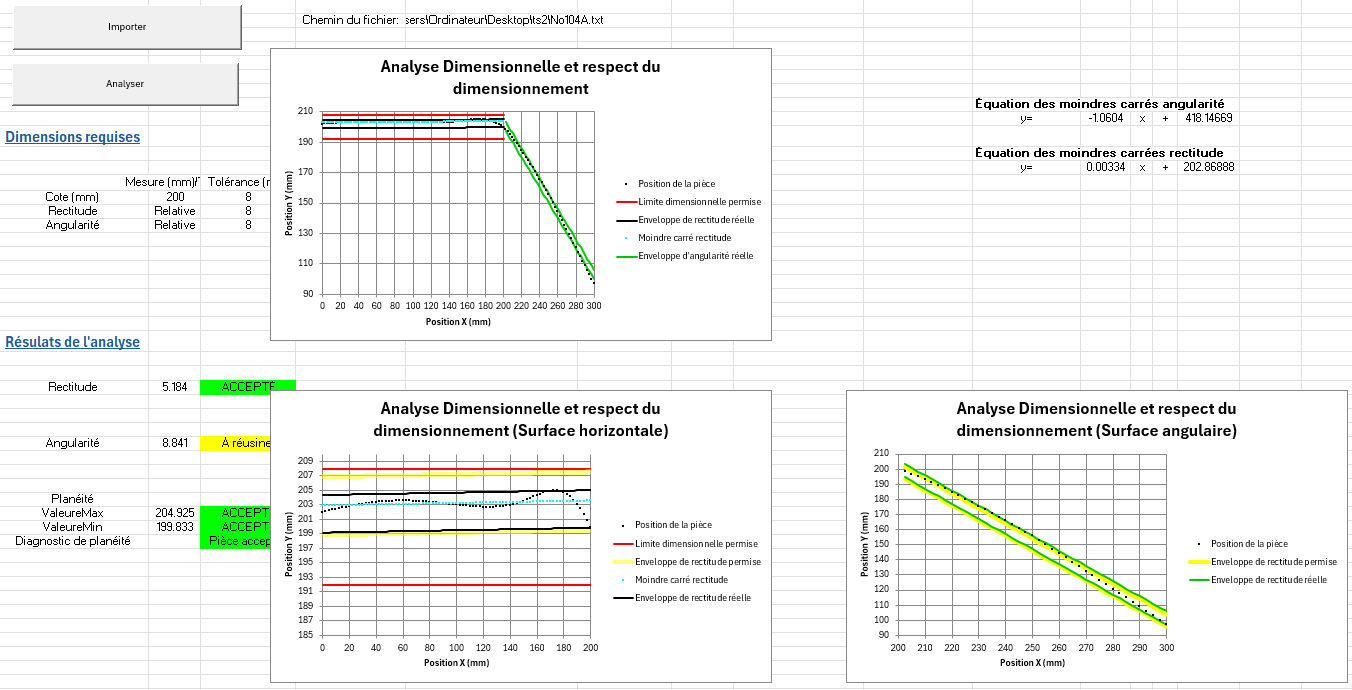 Importer
Chemin du fichier: sers\Ordinateur\Desktop\ts2\No104A.txt
Analyser
Dimensions requises
Mesure (mm)/ Tolérance (r
Cote (mm) 200 8
Rectitude Relative 8
Angularité Relative 8
Analyse Dimensionnelle et respect du
dimensionnement
Position Y (mm)
210
190
170
150
130
110
90
0 20 40 60 80 100 120 140 160 180 200 220 240 260 280 300
Position X (mm)
Position de la pièce
Limite dimensionnelle permise
Enveloppe de rectitude réelle
Moindre carré rectitude
Enveloppe d'angularité réelle
Équation des moindres carrés angularité
y= -1.0604 x + 418.14669
Équation des moindres carrées rectitude
y= 0.00334 x + 202.86888
Résulats de l'analyse
Rectitude 5.184 ACCEPTÉ
Angularité 8.841 À réusine
Planéité
ValeureMax 204.925 ACCEPT
ValeureMin 199.833 ACCEPT
Diagnostic de planéité Pièce accep
Analyse Dimensionnelle et respect du
dimensionnement (Surface horizontale)
Position Y (mm)
209
207
205
203
201
199
197
195
193
191
189
187
185
0 20 40 60 80 100 120 140 160 180 200
Position X (mm)
Position de la pièce
Limite dimensionnelle permise
Enveloppe de rectitude permise
Moindre carré rectitude
Enveloppe de rectitude réelle
Analyse Dimensionnelle et respect du
dimensionnement (Surface angulaire)
Position Y (mm)
210
200
190
180
170
160
150
140
130
120
110
100
90
200 210 220 230 240 250 260 270 280 290 300
Position X (mm)
Position de la pièce
Enveloppe de rectitude permise
Enveloppe de rectitude réelle